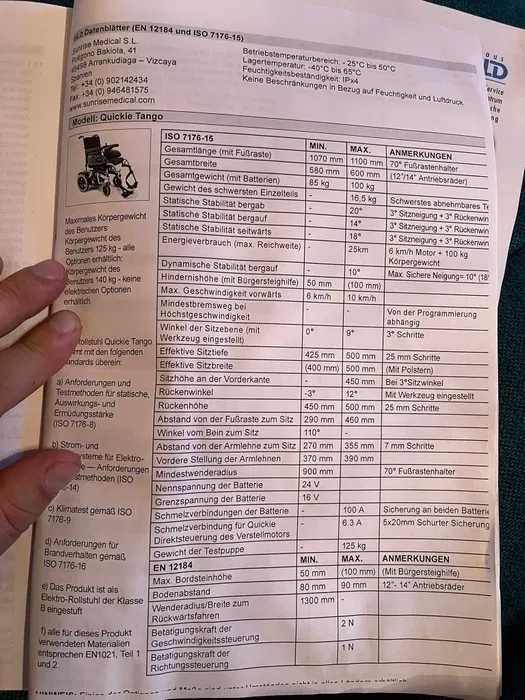 14.2 Datenblätter (EN 12184 und ISO 7176-15)
Sunrise Medical S.L.
Polígono Bakiola, 41
48498 Arrankudiaga – Vizcaya
Spanien
Tel: +34 (0) 902142434
Fax +34 (0) 946481575
www.sunrisemedical.com
Betriebstemperaturbereich: - 25°C bis 50°C
Lagertemperatur: -40°C bis 65°C
Feuchtigkeitsbeständigkeit: IPx4
Keine Beschränkungen in Bezug auf Feuchtigkeit und Luftdruck.
LD
Modell: Quickie Tango
Maximales Körpergewicht
des Benutzers
Körpergewicht des
Benutzers 125 kg - alle
Optionen erhältlich:
Körpergewicht des
Benutzers 140 kg - keine
elektrischen Optionen
erhältlich
Rollstuhl Quickie Tango
mt mit den folgenden
andards überein:
a) Anforderungen und
Testmethoden für statische,
Auswirkungs- und
Ermüdungsstärke
(ISO 7176-8)
b) Strom- und
systeme für Elektro-
e — Anforderungen
stmethoden (ISO
-14)
c) Klimatest gemäß ISO
7176-9
d) Anforderungen für
Brandverhalten gemäß
ISO 7176-16
e) Das Produkt ist als
Elektro-Rollstuhl der Klasse
B eingestuft
f) alle für dieses Produkt
verwendeten Materialien
entsprechen EN1021, Teil 1
und 2.
ISO 7176-15 MIN. MAX. ANMERKUNGEN
Gesamtlänge (mit Fußraste) 1070 mm 1100 mm 70° Fußrastenhalter
Gesamtbreite 580 mm 600 mm (12"/14" Antriebsräder)
Gesamtgewicht (mit Batterien) 85 kg 100 kg
Gewicht des schwersten Einzelteils - 16,5 kg Schwerstes abnehmbares Te
Statische Stabilität bergab - 20° 3° Sitzneigung + 3° Rückenwin
Statische Stabilität bergauf - 14° 3° Sitzneigung + 3° Rückenwin
Statische Stabilität seitwärts - 18° 3° Sitzneigung + 3° Rückenwin
Energieverbrauch (max. Reichweite) - 25km 6 km/h Motor + 100 kg
Körpergewicht
Dynamische Stabilität bergauf - 10° Max. Sichere Neigung= 10° (18°
Hindernishöhe (mit Bürgersteighilfe) 50 mm (100 mm)
Max. Geschwindigkeit vorwärts 6 km/h 10 km/h
Mindestbremsweg bei
Höchstgeschwindigkeit - - Von der Programmierung
abhängig
Winkel der Sitzebene (mit
Werkzeug eingestellt) 0° 9° 3° Schritte
Effektive Sitztiefe 425 mm 500 mm 25 mm Schritte
Effektive Sitzbreite (400 mm) 500 mm (Mit Polstern)
Sitzhöhe an der Vorderkante - 450 mm Bei 3°Sitzwinkel
Rückenwinkel -3° 12° Mit Werkzeug eingestellt
Rückenhöhe 450 mm 500 mm 25 mm Schritte
Abstand von der Fußraste zum Sitz 290 mm 460 mm
Winkel vom Bein zum Sitz 110° -
Abstand von der Armlehne zum Sitz 270 mm 355 mm 7 mm Schritte
Vordere Stellung der Armlehnen 370 mm 390 mm
Mindestwenderadius 900 mm 70° Fußrastenhalter
Nennspannung der Batterie 24 V
Grenzspannung der Batterie 16 V
Schmelzverbindungen der Batterie - 100 A Sicherung an beiden Batterie
Schmelzverbindung für Quickie
Direktsteuerung des Verstellmotors - 6.3 A 5x20mm Schurter Sicherung
Gewicht der Testpuppe - 125 kg
EN 12184 MIN. MAX. ANMERKUNGEN
Max. Bordsteinhöhe 50 mm (100 mm) (Mit Bürgersteighilfe)
Bodenabstand 80 mm 90 mm 12"- 14" Antriebsräder
Wenderadius/Breite zum
Rückwärtsfahren 1300 mm -
Betätigungskraft der
Geschwindigkeitssteuerung 2 N
Betätigungskraft der
Richtungssteuerung 1 N